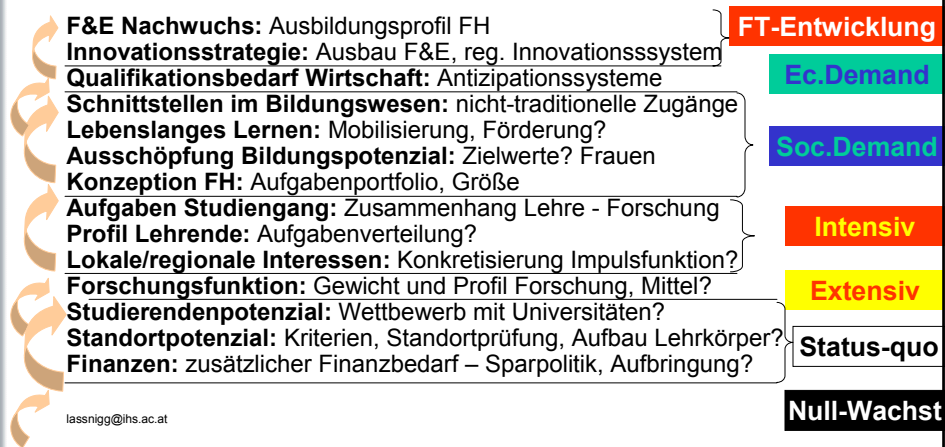 F&E Nachwuchs: Ausbildungsprofil FH
Innovationsstrategie: Ausbau F&E, reg. Innovationsssystem
Qualifikationsbedarf Wirtschaft: Antizipationssysteme
Schnittstellen im Bildungswesen: nicht-traditionelle Zugänge
Lebenslanges Lernen: Mobilisierung, Förderung?
Ausschöpfung Bildungspotenzial: Zielwerte? Frauen
Konzeption FH: Aufgabenportfolio, Größe
Aufgaben Studiengang: Zusammenhang Lehre - Forschung
Profil Lehrende: Aufgabenverteilung?
Lokale/regionale Interessen: Konkretisierung Impulsfunktion?
Forschungsfunktion: Gewicht und Profil Forschung, Mittel?
Studierendenpotenzial: Wettbewerb mit Universitäten?
Standortpotenzial: Kriterien, Standortprüfung, Aufbau Lehrkörper?
Finanzen: zusätzlicher Finanzbedarf – Sparpolitik, Aufbringung?
lassnigg@ihs.ac.at
FT-Entwicklung
Ec.Demand
Soc.Demand
Intensiv
Extensiv
Status-quo
Null-Wachst